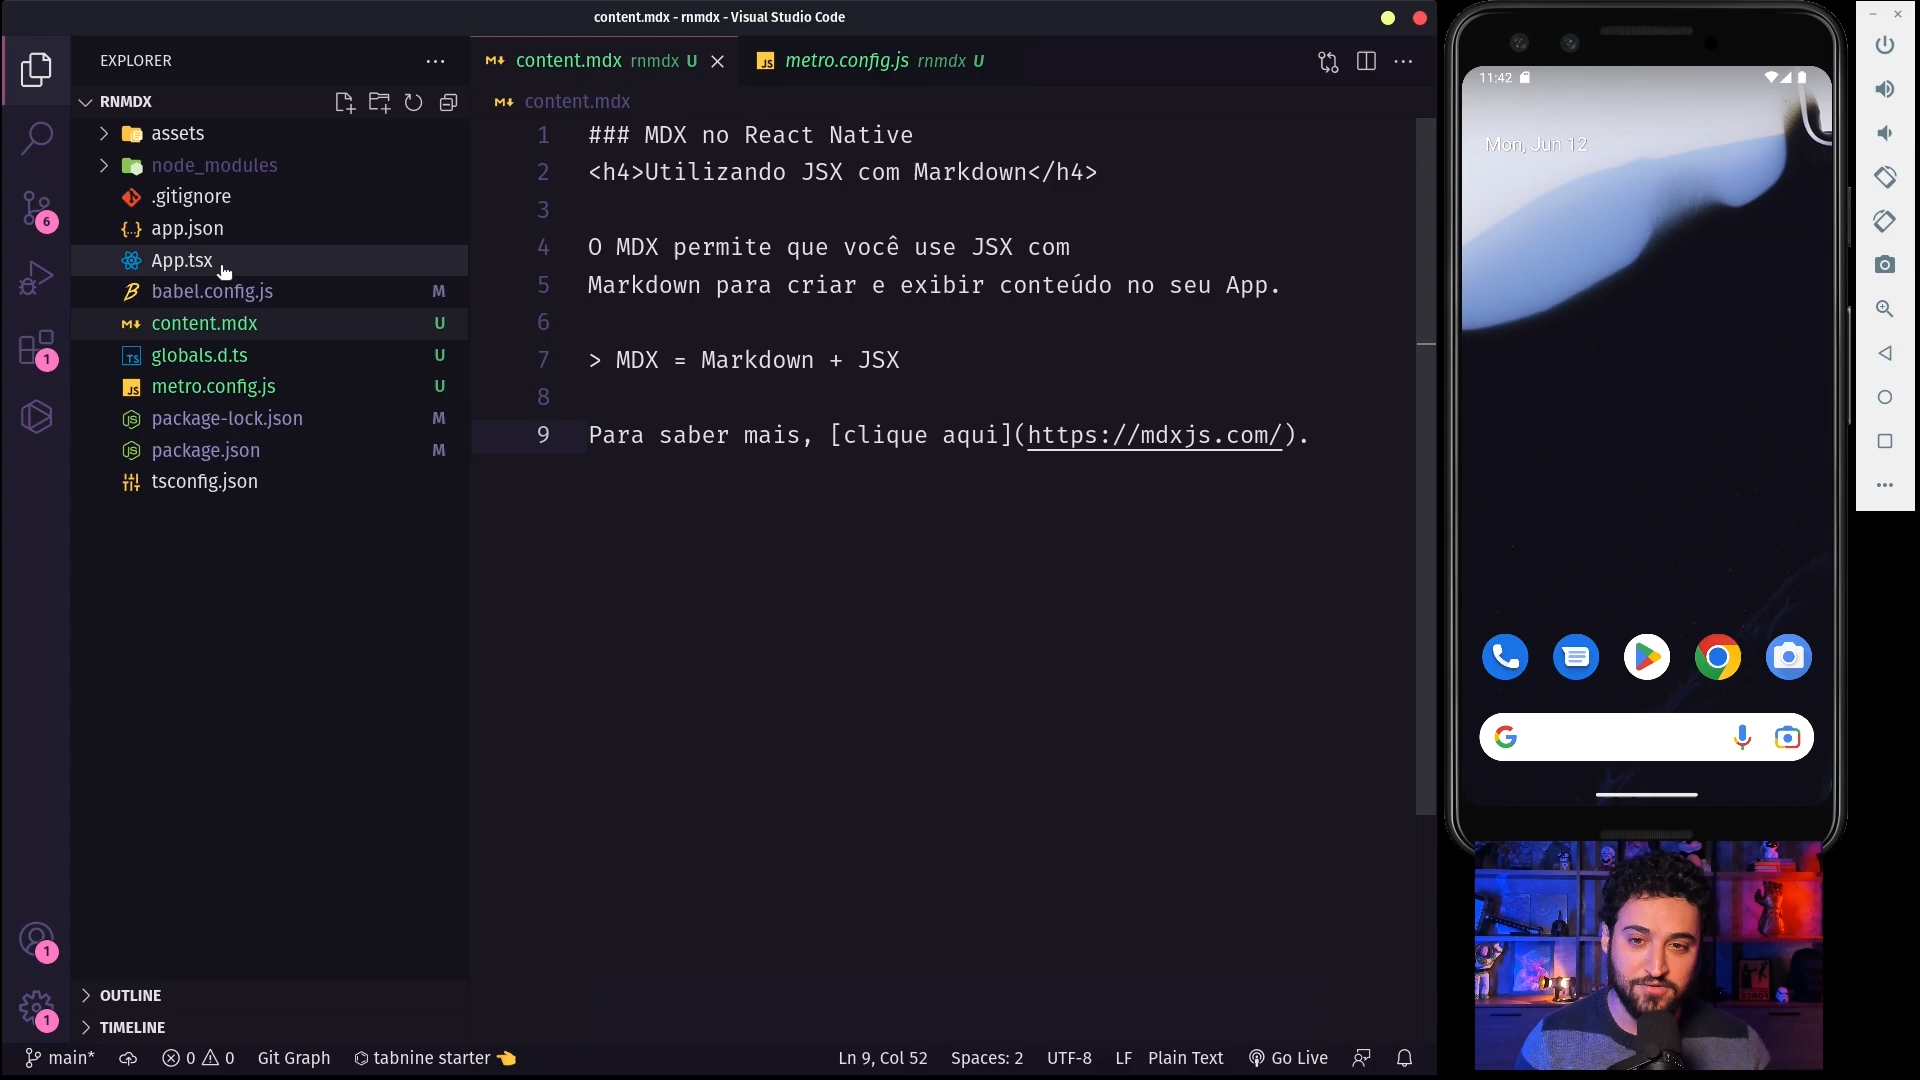 content.mdx - rnmdx - Visual Studio Code
EXPLORER
content.mdx rnmdx U
metro.config.js rnmdx U
RNMDX
content.mdx
assets
node_modules
.gitignore
app.json
App.tsx
babel.config.js M
content.mdx U
globals.d.ts U
metro.config.js U
package-lock.json M
package.json M
tsconfig.json
1 ### MDX no React Native
2 <h4>Utilizando JSX com Markdown</h4>
3
4 O MDX permite que você use JSX com
5 Markdown para criar e exibir conteúdo no seu App.
6
7 > MDX = Markdown + JSX
8
9 Para saber mais, [clique aqui](https://mdxjs.com/).
6
1
1
1
OUTLINE
TIMELINE
main* 0 0 Git Graph tabnine starter Ln 9, Col 52 Spaces: 2 UTF-8 LF Plain Text Go Live
11:42
Mon, Jun 12